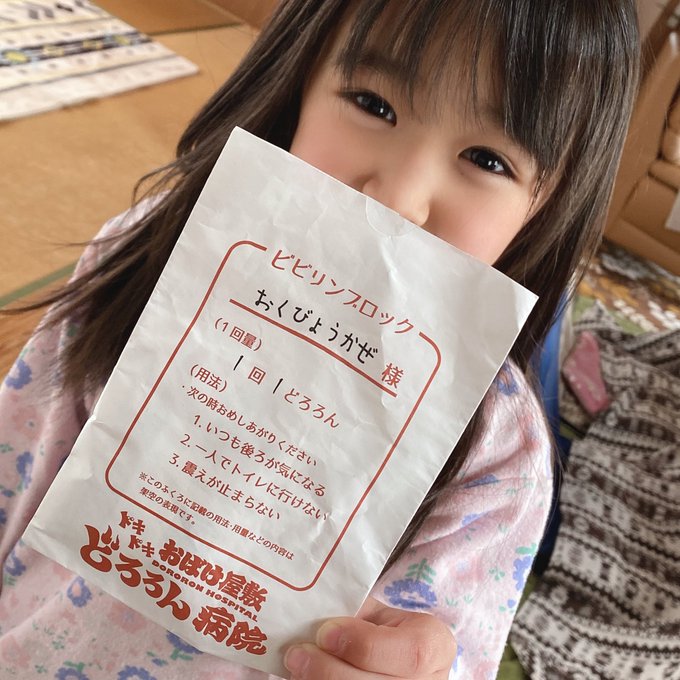 ビビリンブロック
おくびょうかぜ 様
(1回量)
1 回 1 どろろん
(用法)
・次の時おめしあがりください
1. いつも後ろが気になる
2. 一人でトイレに行けない
3. 震えが止まらない
※このふくろに記載の用法・用量などの内容は
架空の表現です。
ドキ
ドキ おばけ屋敷
DORORON HOSPITAL
どろろん 病院